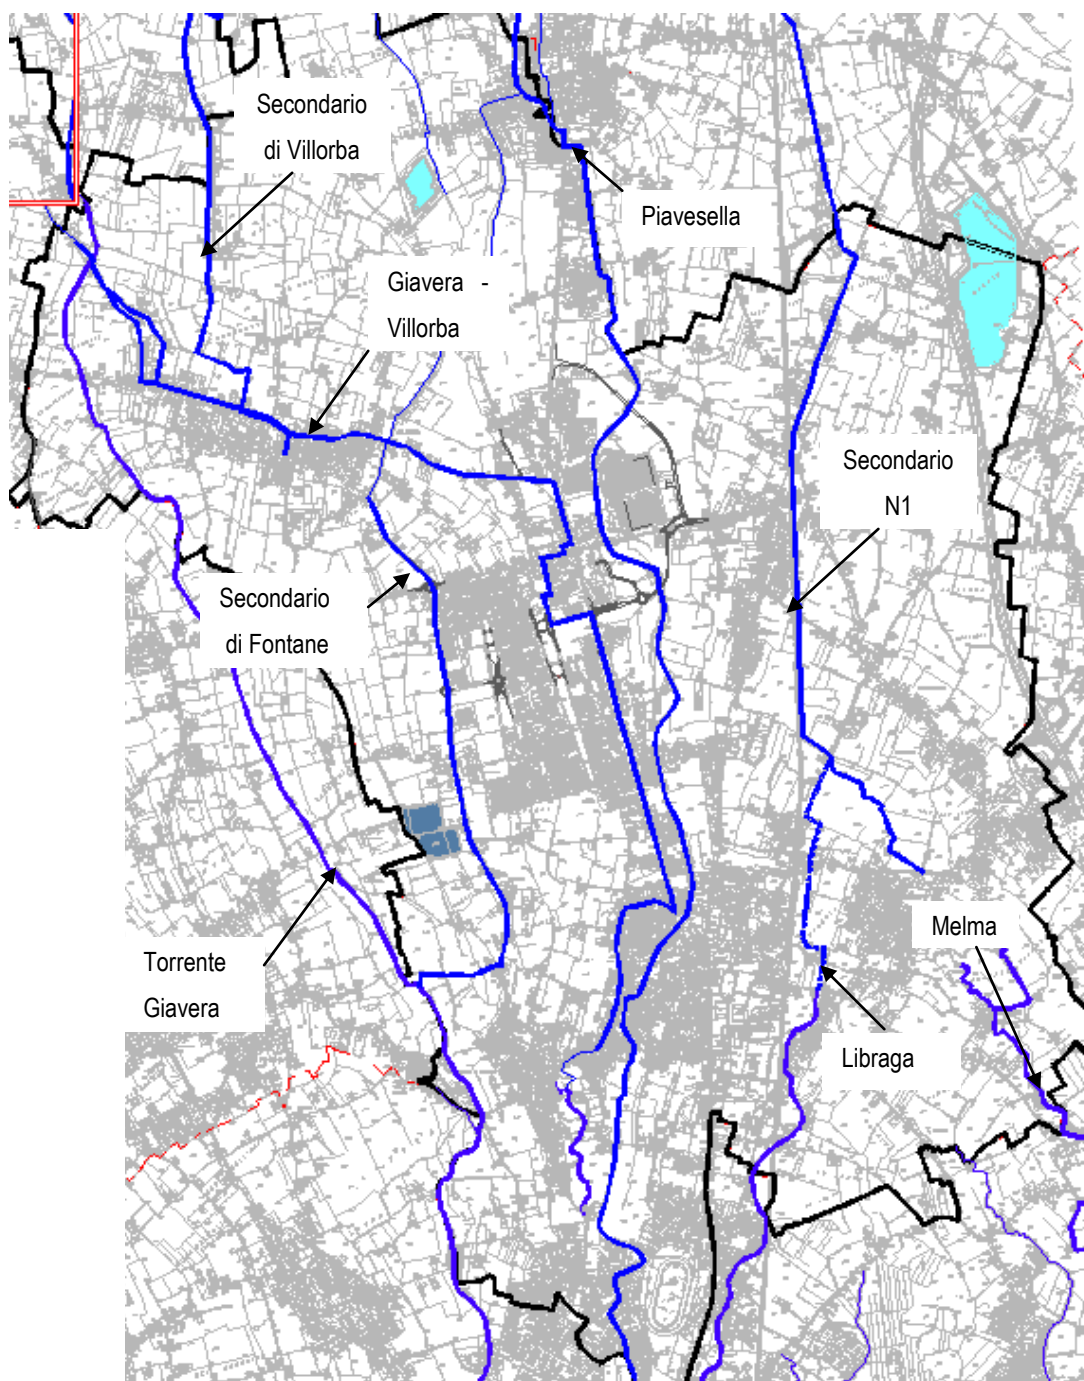 Secondario
di Villorba
Piavesella
Giavera -
Villorba
Secondario
N1
Secondario
di Fontane
Melma
Torrente
Giavera
Libraga